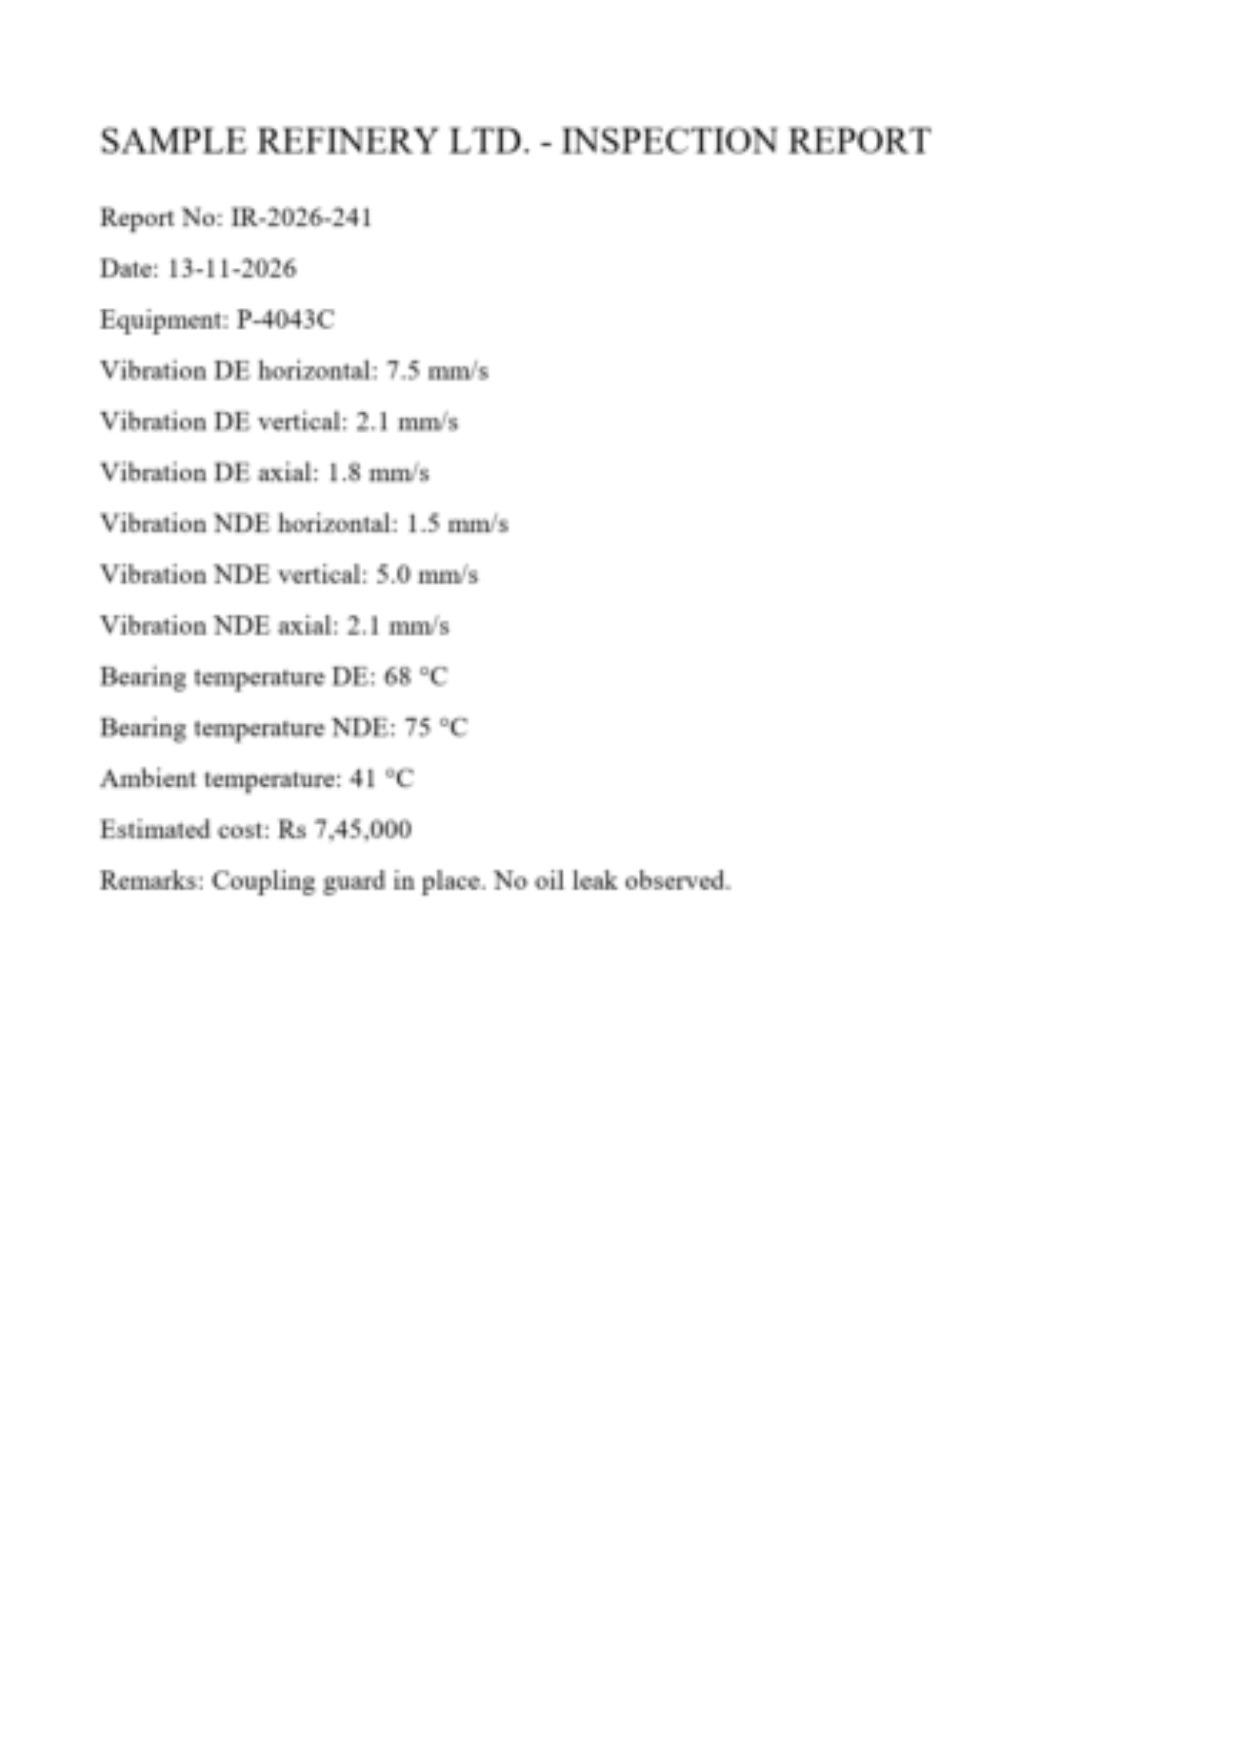 SAMPLE REFINERY LTD. - INSPECTION REPORT
Report No: IR-2026-241
Date: 13-11-2026
Equipment: P-4043C
Vibration DE horizontal: 7.5 mm/s
Vibration DE vertical: 2.1 mm/s
Vibration DE axial: 1.8 mm/s
Vibration NDE horizontal: 1.5 mm/s
Vibration NDE vertical: 5.0 mm/s
Vibration NDE axial: 2.1 mm/s
Bearing temperature DE: 68 °C
Bearing temperature NDE: 75 °C
Ambient temperature: 41 °C
Estimated cost: Rs 7,45,000
Remarks: Coupling guard in place. No oil leak observed.